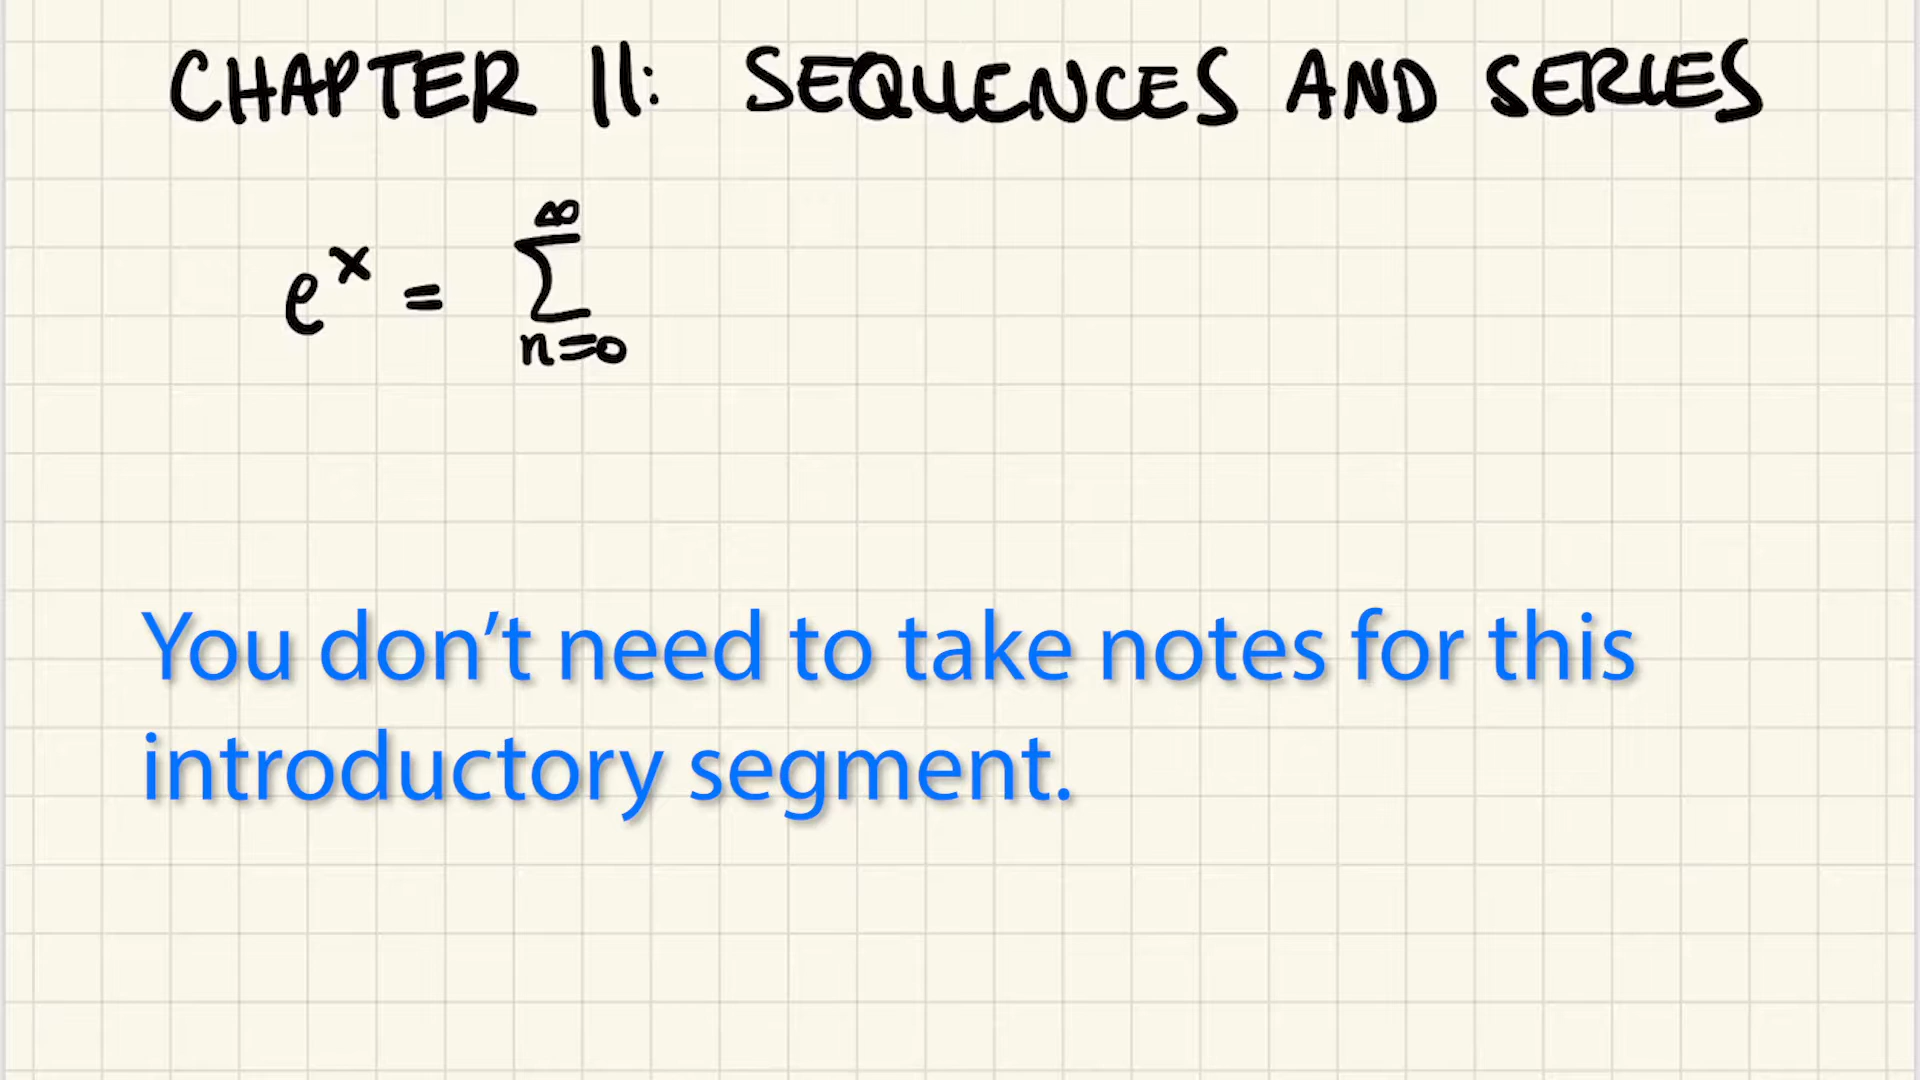 CHAPTER 11: SEQUENCES AND SERIES
e^x = ∑_{n=0}^{∞}
You don’t need to take notes for this
introductory segment.